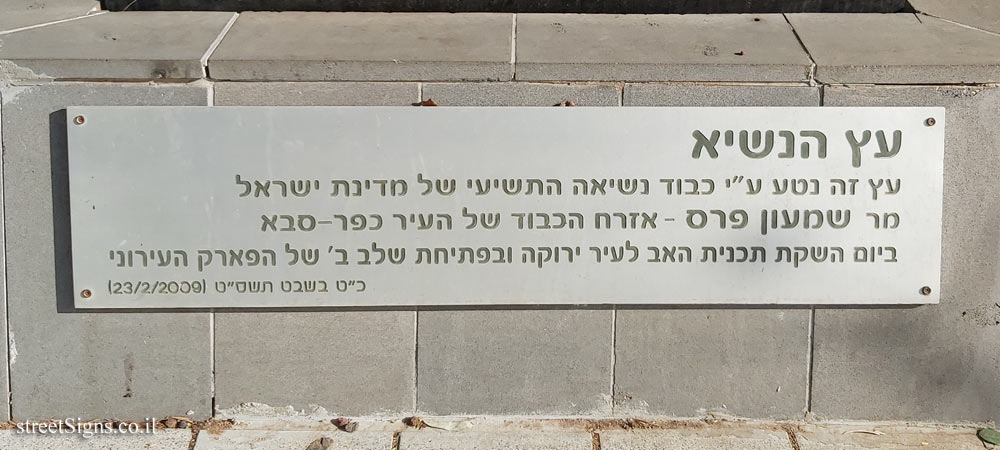 עץ הנשיא
עץ זה נטע ע"י כבוד נשיאה התשיעי של מדינת ישראל
מר שמעון פרס - אזרח הכבוד של העיר כפר-סבא
ביום השקת תכנית האב לעיר ירוקה ובפתיחת שלב ב' של הפארק העירוני
כ"ט בשבט תשס"ט (23/2/2009)
streetSigns.co.il